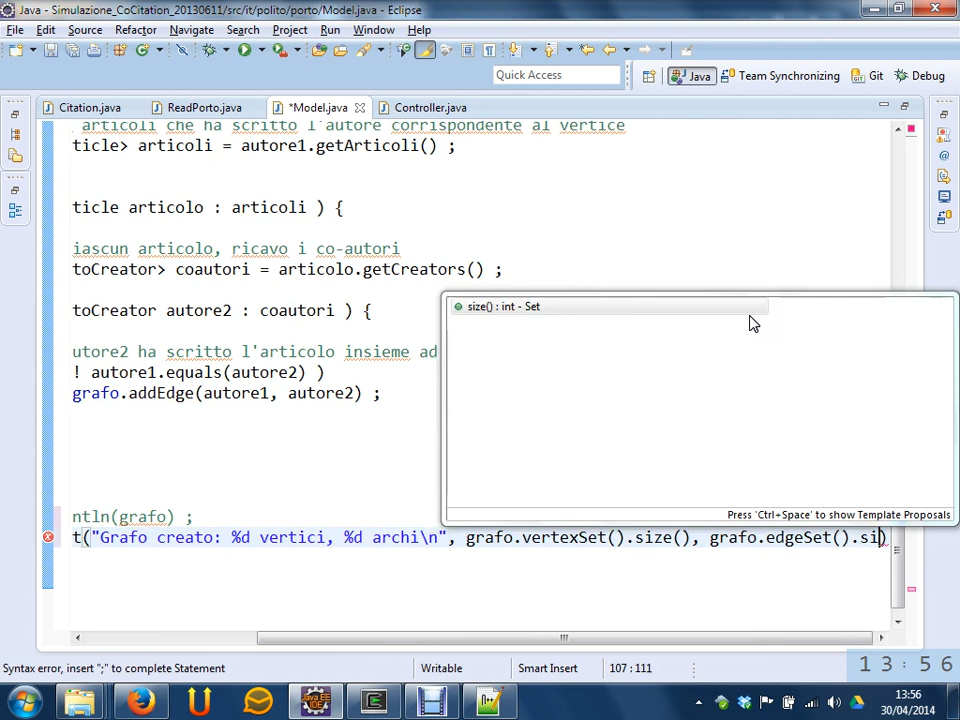 Java - Simulazione_CoCitation_20130611/src/it/polito/porto/Model.java - Eclipse
File Edit Source Refactor Navigate Search Project Run Window Help
Quick Access
Java Team Synchronizing Git Debug
Citation.java ReadPorto.java *Model.java Controller.java
articoli che ha scritto l'autore corrispondente al vertice
ticle> articoli = autore1.getArticoli() ;
ticle articolo : articoli ) {
iascun articolo, ricavo i co-autori
toCreator> coautori = articolo.getCreators() ;
toCreator autore2 : coautori ) {
utore2 ha scritto l'articolo insieme ad
! autore1.equals(autore2) )
grafo.addEdge(autore1, autore2) ;
size() : int - Set
Press 'Ctrl+Space' to show Template Proposals
ntln(grafo) ;
t("Grafo creato: %d vertici, %d archi\n", grafo.vertexSet().size(), grafo.edgeSet().si)
Syntax error, insert ";" to complete Statement
Writable
Smart Insert
107 : 111
13:56
13:56
30/04/2014